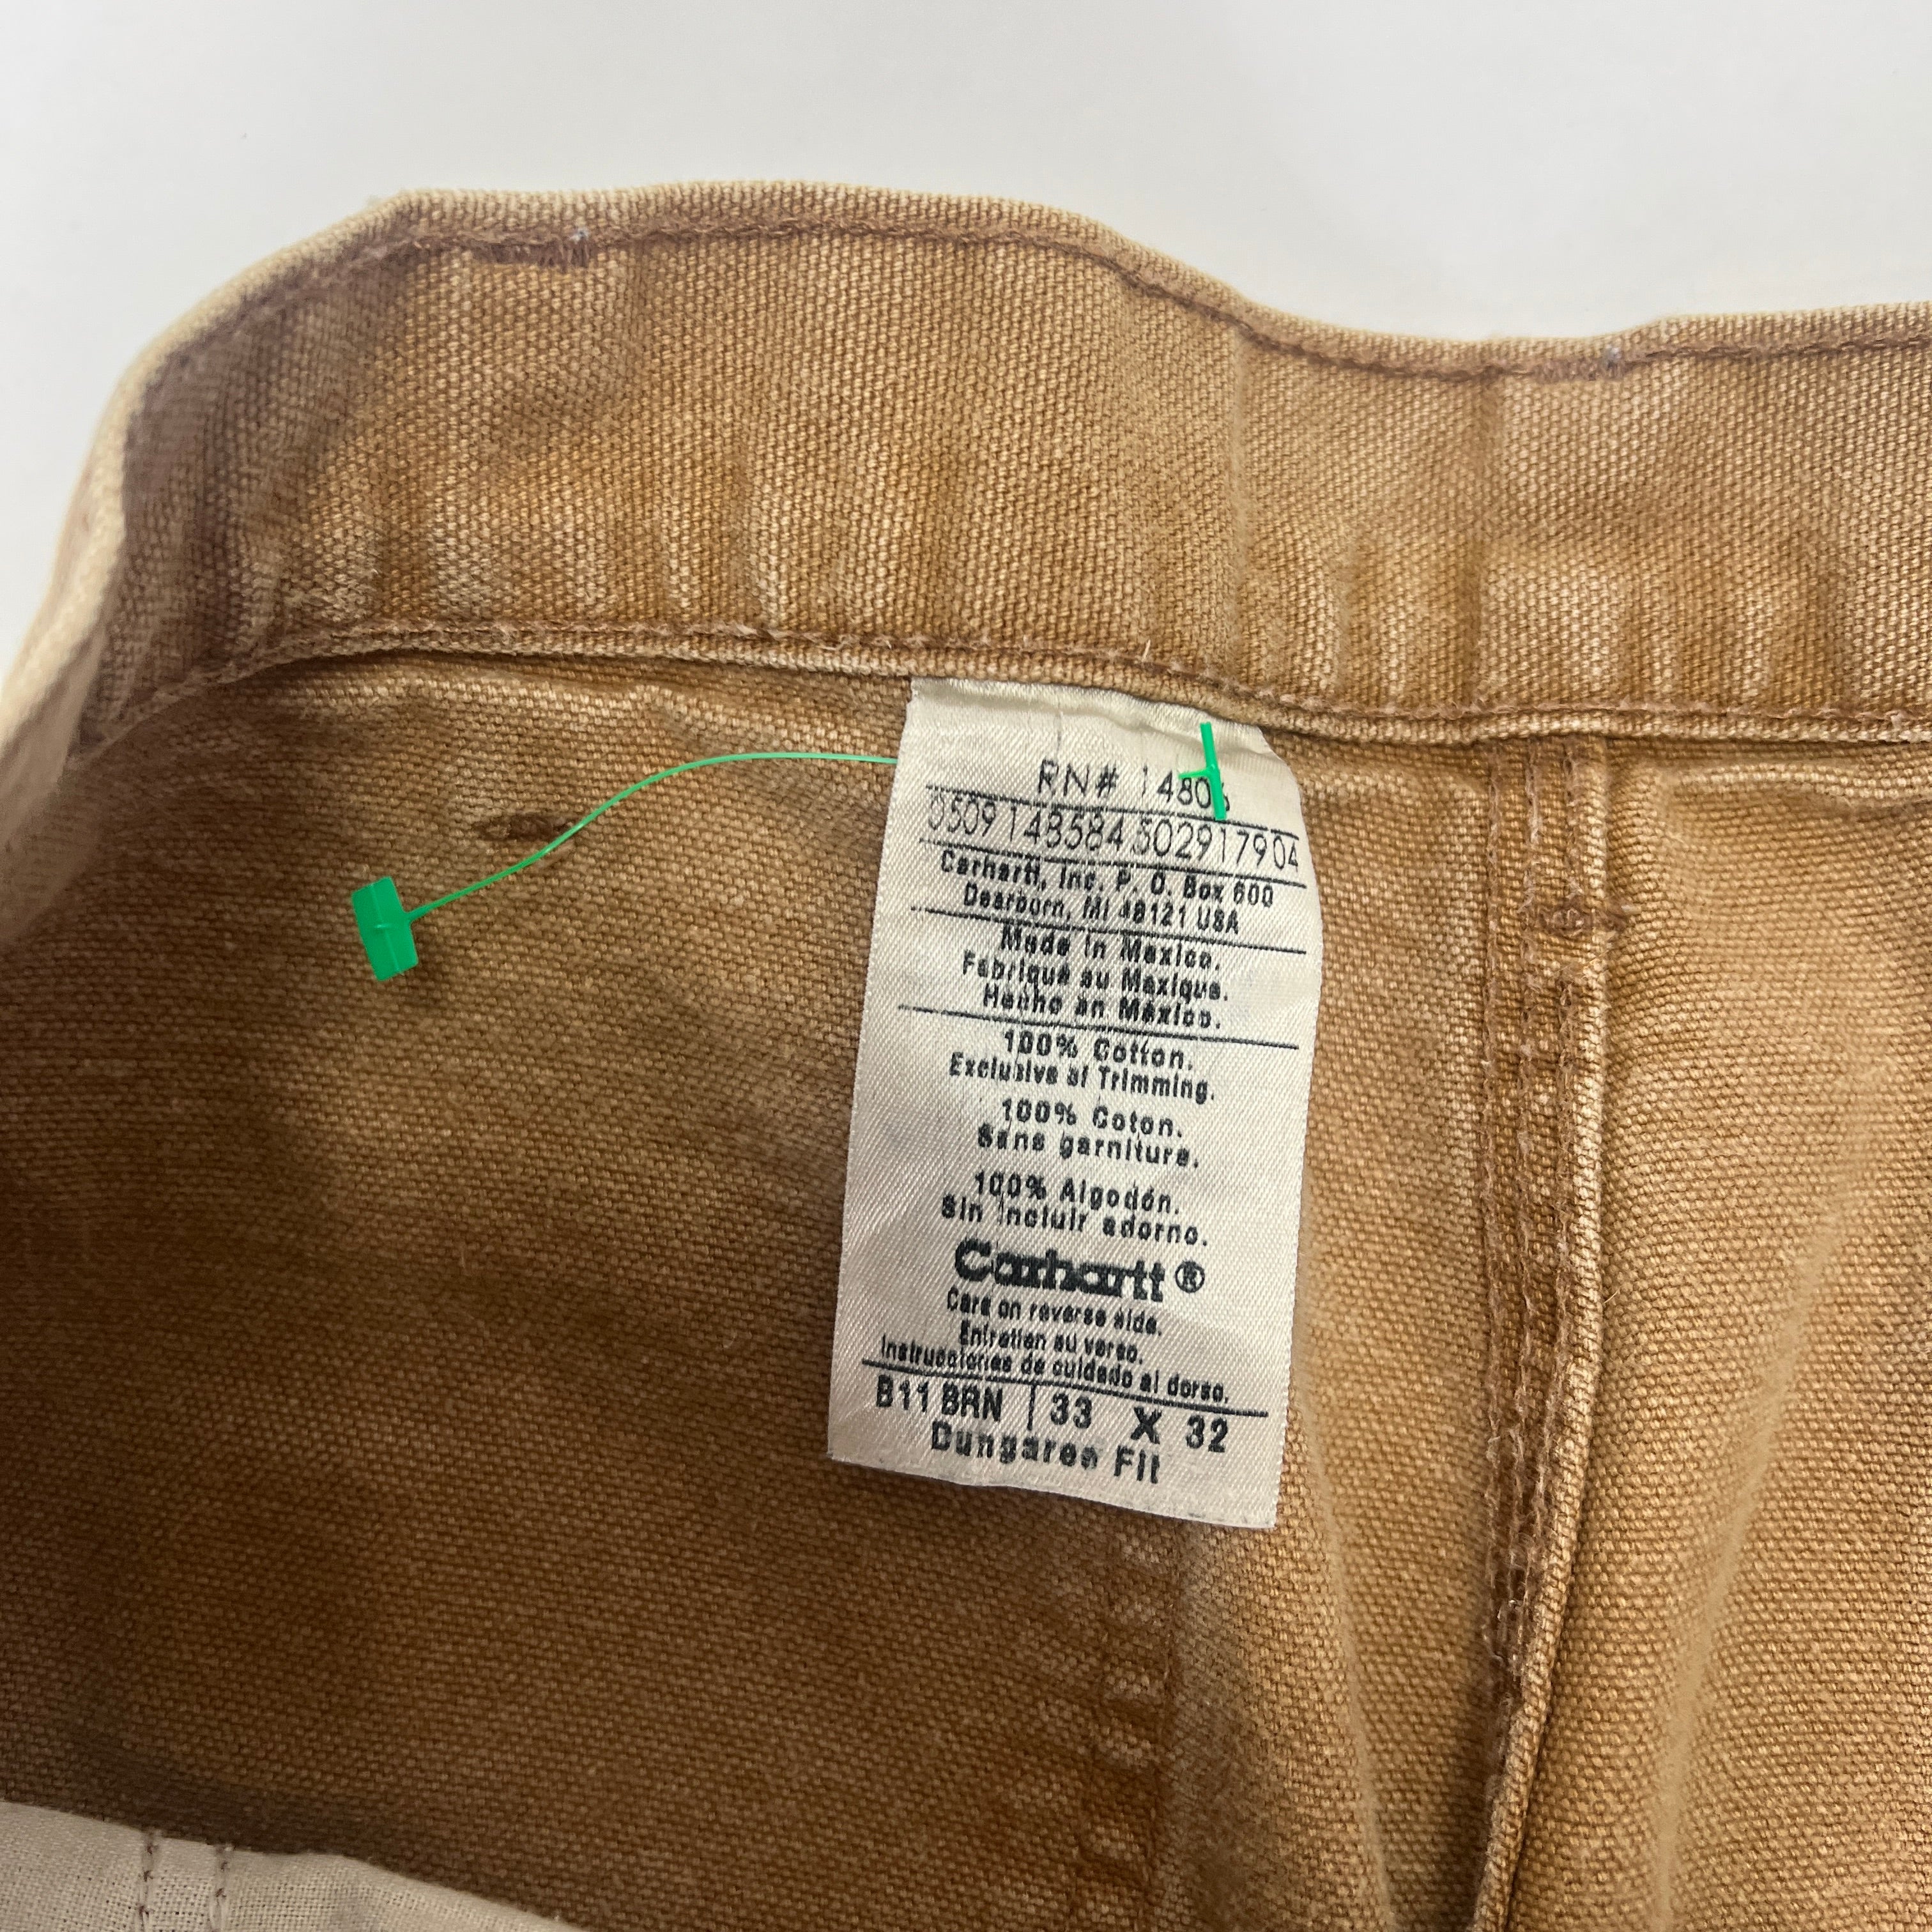 RN# 14806
0509 148584 502917904
Carhartt, Inc. P. O. Box 600
Dearborn, MI 48121 USA
Made in Mexico.
Fabriqué au Mexique.
Hecho en México.
100% Cotton.
Exclusive of Trimming.
100% Coton.
Sans garniture.
100% Algodón.
Sin incluir adorno.
Carhartt®
Care on reverse side.
Entretien au verso.
Instrucciones de cuidado al dorso.
B11 BRN | 33 X 32
Dungaree Fit